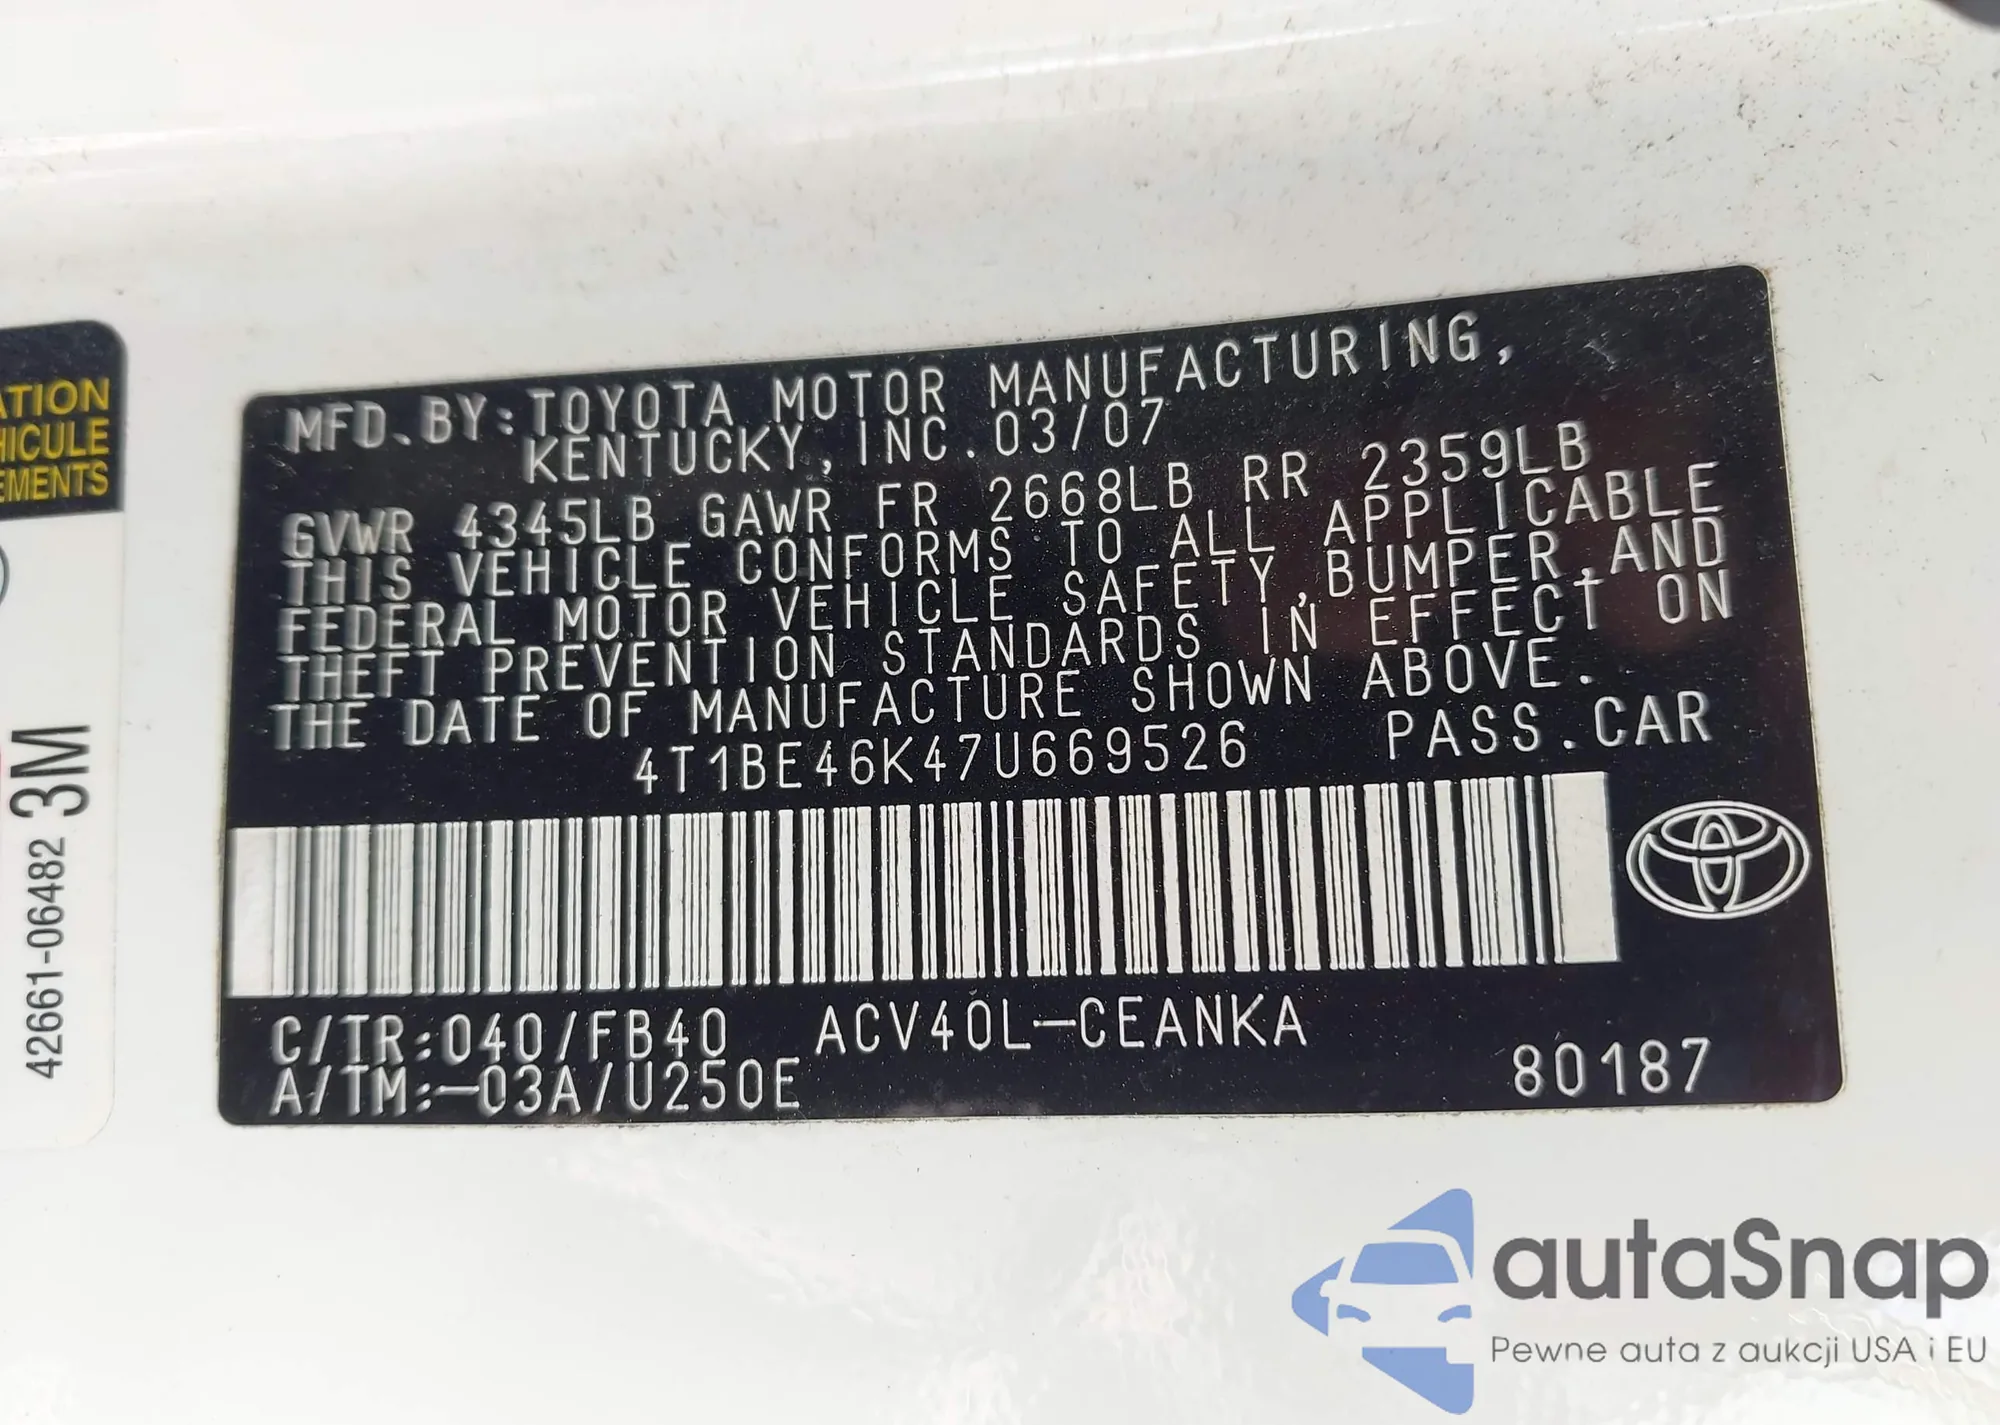 ATION
HICULE
EMENTS
3M
42661-06482
MFD. BY: TOYOTA MOTOR MANUFACTURING,
KENTUCKY, INC. 03/07
GVWR 4345LB GAWR FR 2668LB RR 2359LB
THIS VEHICLE CONFORMS TO ALL APPLICABLE
FEDERAL MOTOR VEHICLE SAFETY, BUMPER, AND
THEFT PREVENTION STANDARDS IN EFFECT ON
THE DATE OF MANUFACTURE SHOWN ABOVE.
4T1BE46K47U669526 PASS. CAR
C/TR:040/FB40 ACV40L-CEANKA
A/TM:-03A/U250E 80187
autaSnap
Pewne auta z aukcji USA i EU